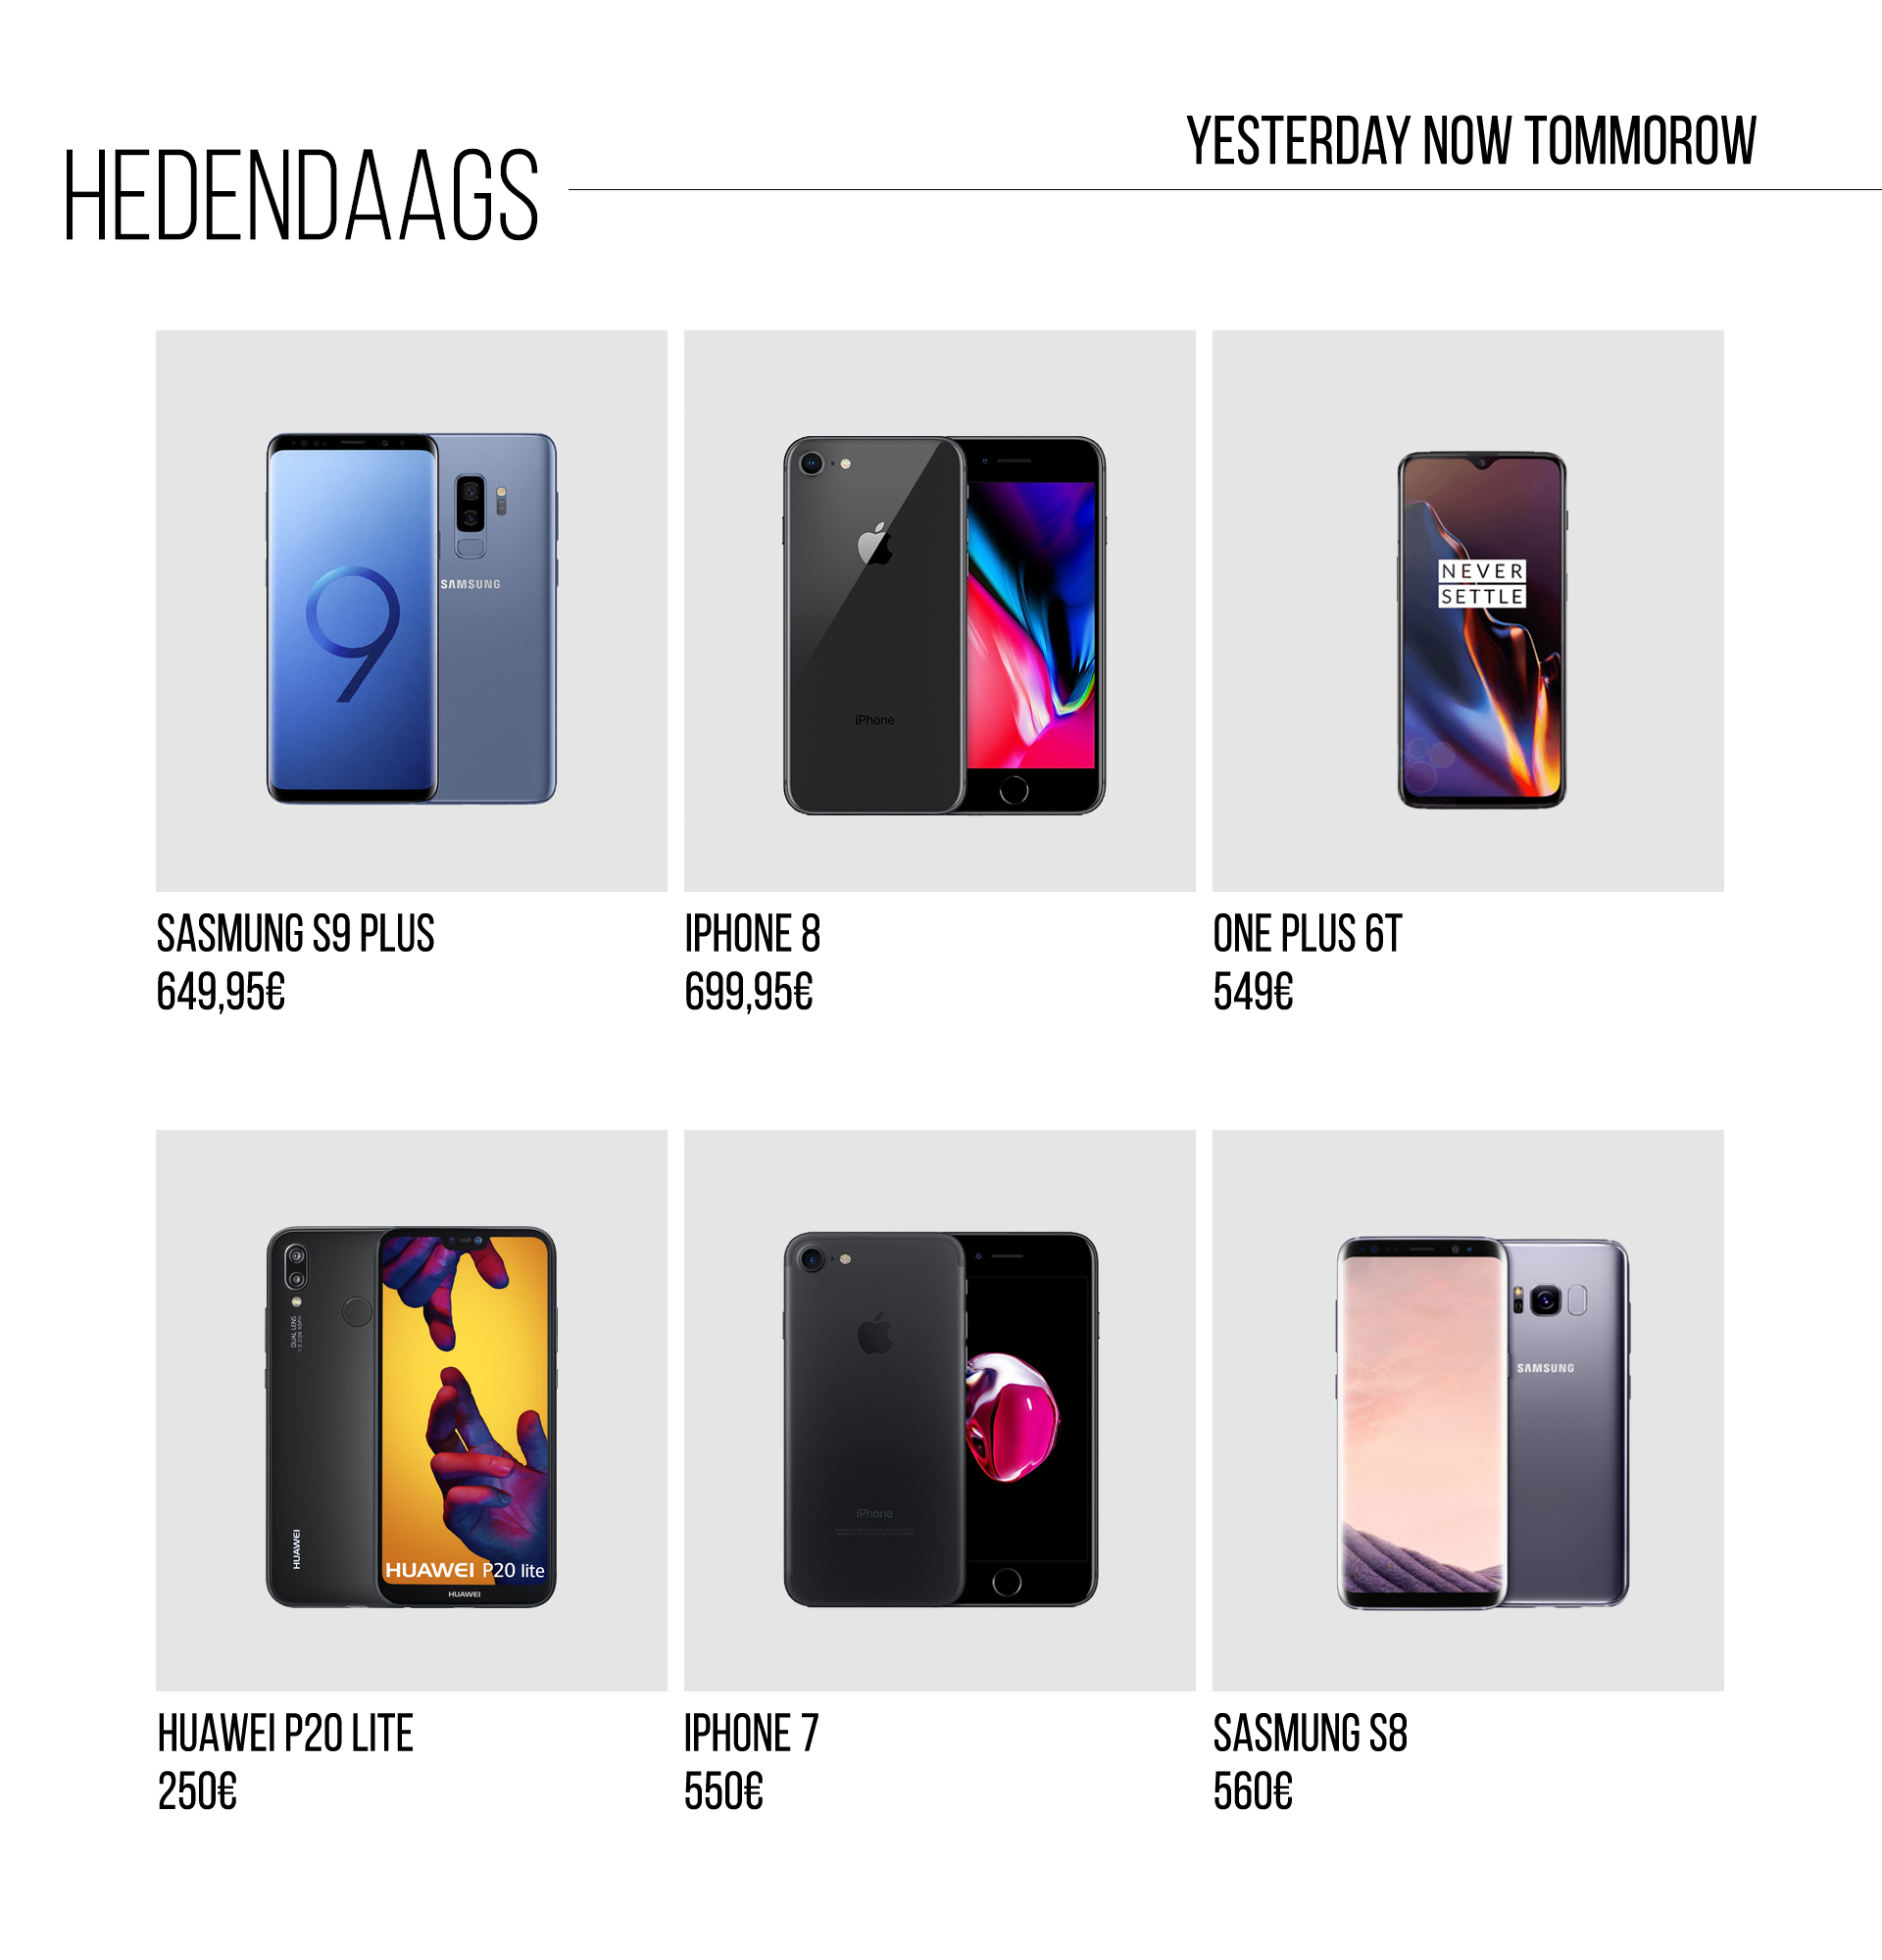 YESTERDAY NOW TOMMOROW
HEDENDAAGS
SAMSUNG
NEVER
SETTLE
iPhone
SASMUNG S9 PLUS
649,95€
IPHONE 8
699,95€
ONE PLUS 6T
549€
DUAL LENS
SAMSUNG
iPhone
HUAWEI
HUAWEI P20 lite
HUAWEI
HUAWEI P20 LITE
250€
IPHONE 7
550€
SASMUNG S8
560€